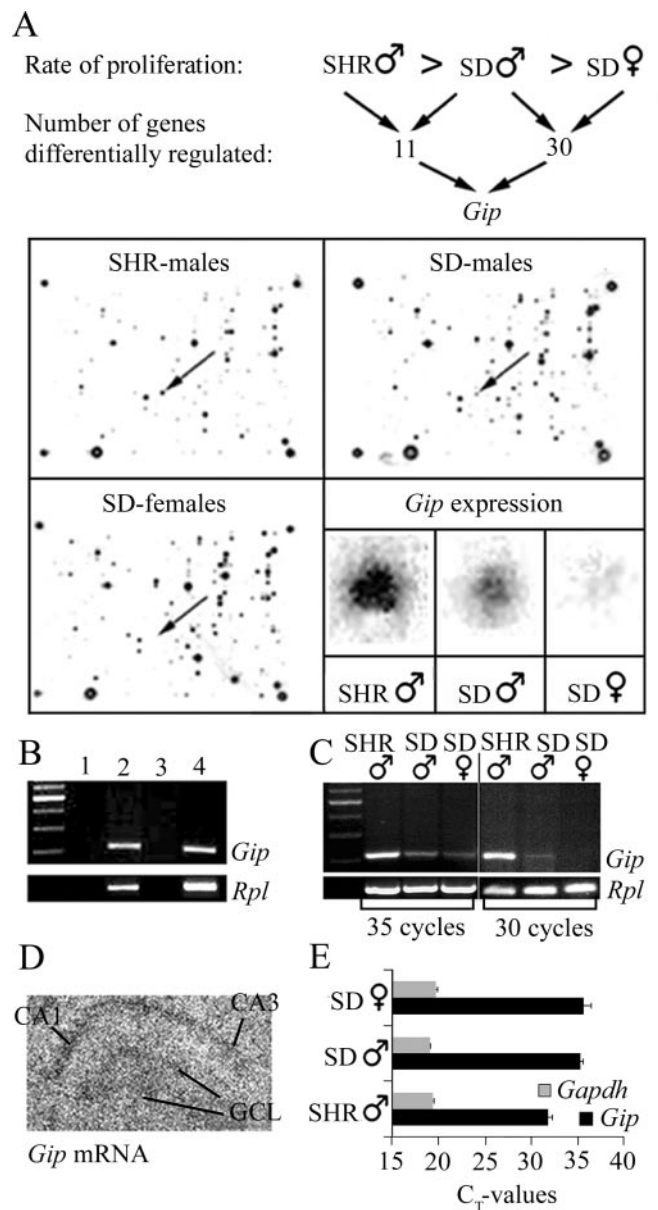 A
Rate of proliferation: SHR♂ > SD♂ > SD♀
Number of genes
differentially regulated: 11 30
Gip
SHR-males SD-males
SD-females Gip expression
SHR♂ SD♂ SD♀
B
1 2 3 4
Gip
Rpl
C
SHR SD SD SHR SD SD
♂ ♂ ♀ ♂ ♂ ♀
Gip
Rpl
35 cycles 30 cycles
D
CA1 CA3
GCL
Gip mRNA
E
SD♀
SD♂
SHR♂
Gapdh
Gip
15 20 25 30 35 40
C_T-values